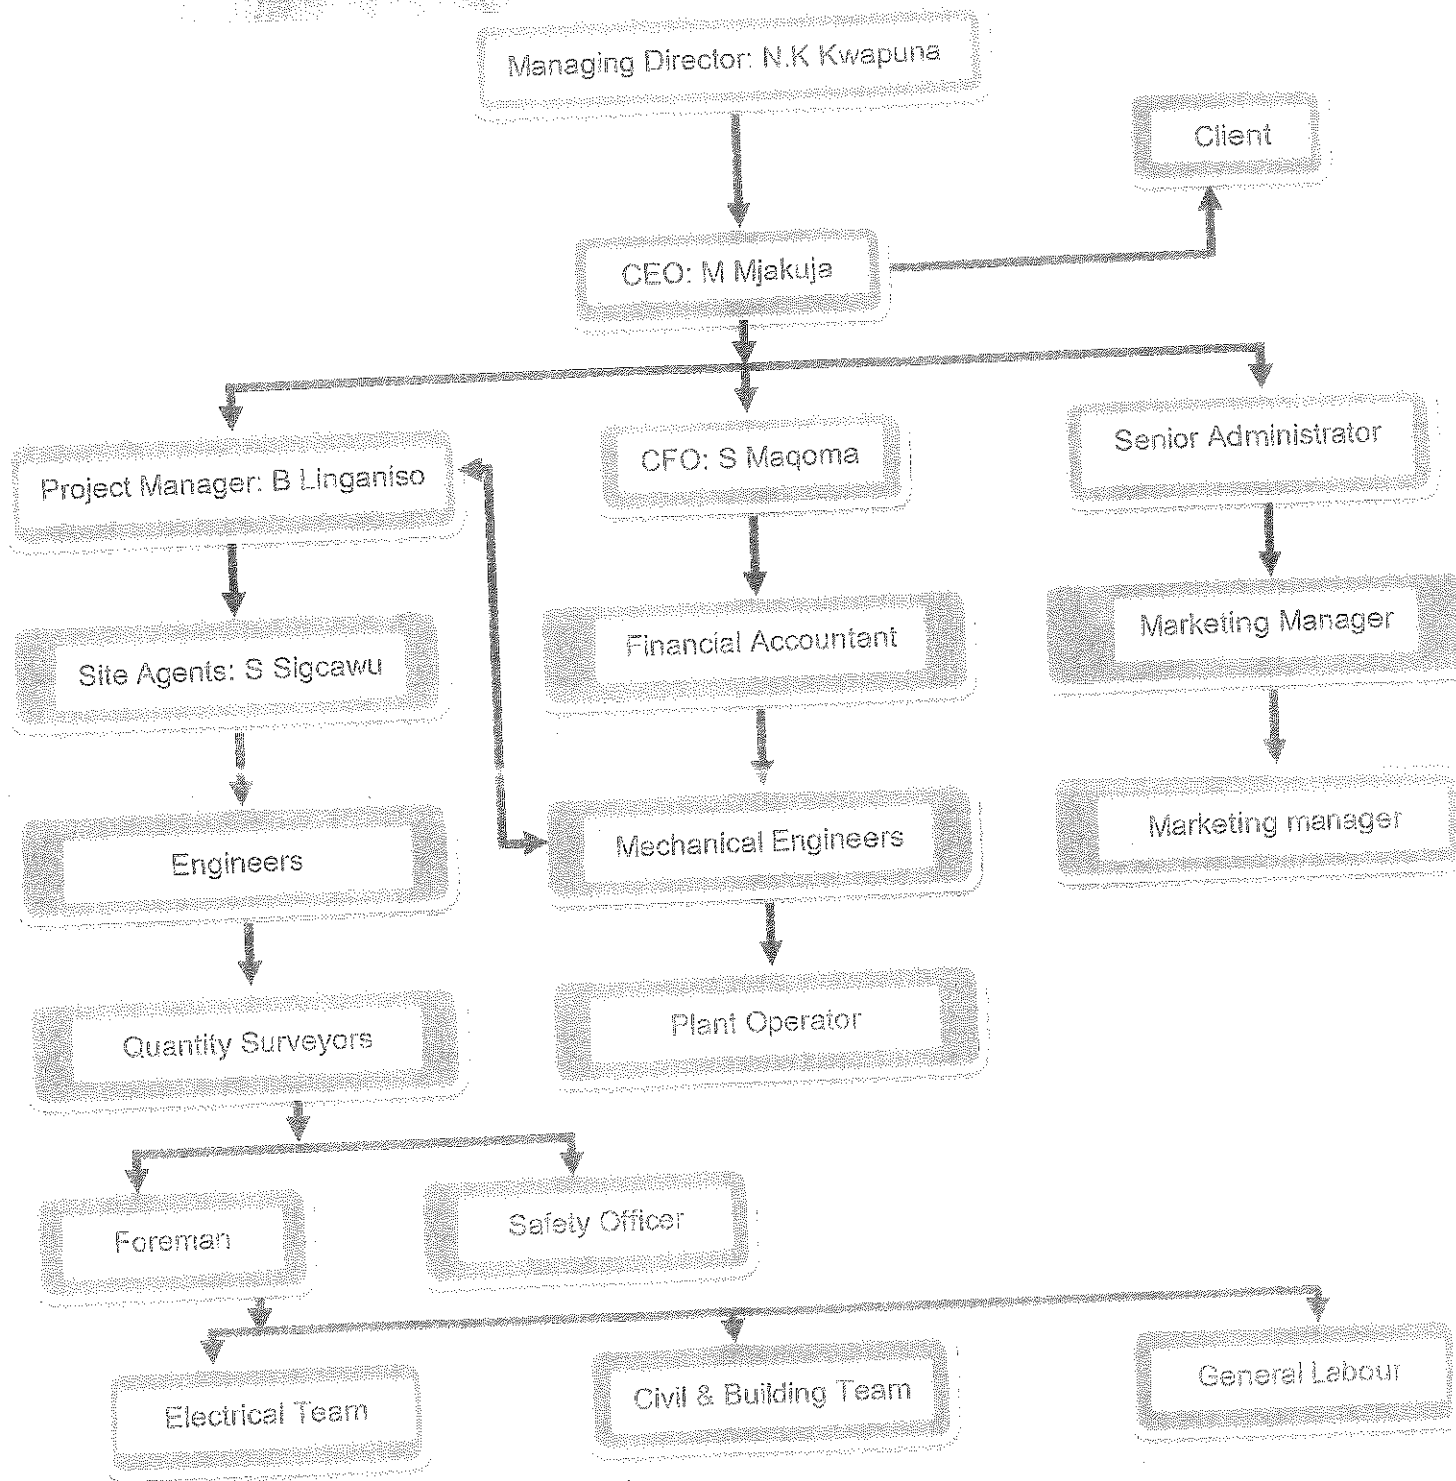 Managing Director: N.K Kwapuna
Client
CEO: M Mjakuja
Project Manager: B Linganiso
CFO: S Maqoma
Senior Administrator
Site Agents: S Sigcawu
Financial Accountant
Marketing Manager
Engineers
Mechanical Engineers
Marketing manager
Quantity Surveyors
Plant Operator
Foreman
Safety Officer
Electrical Team
Civil & Building Team
General Labour